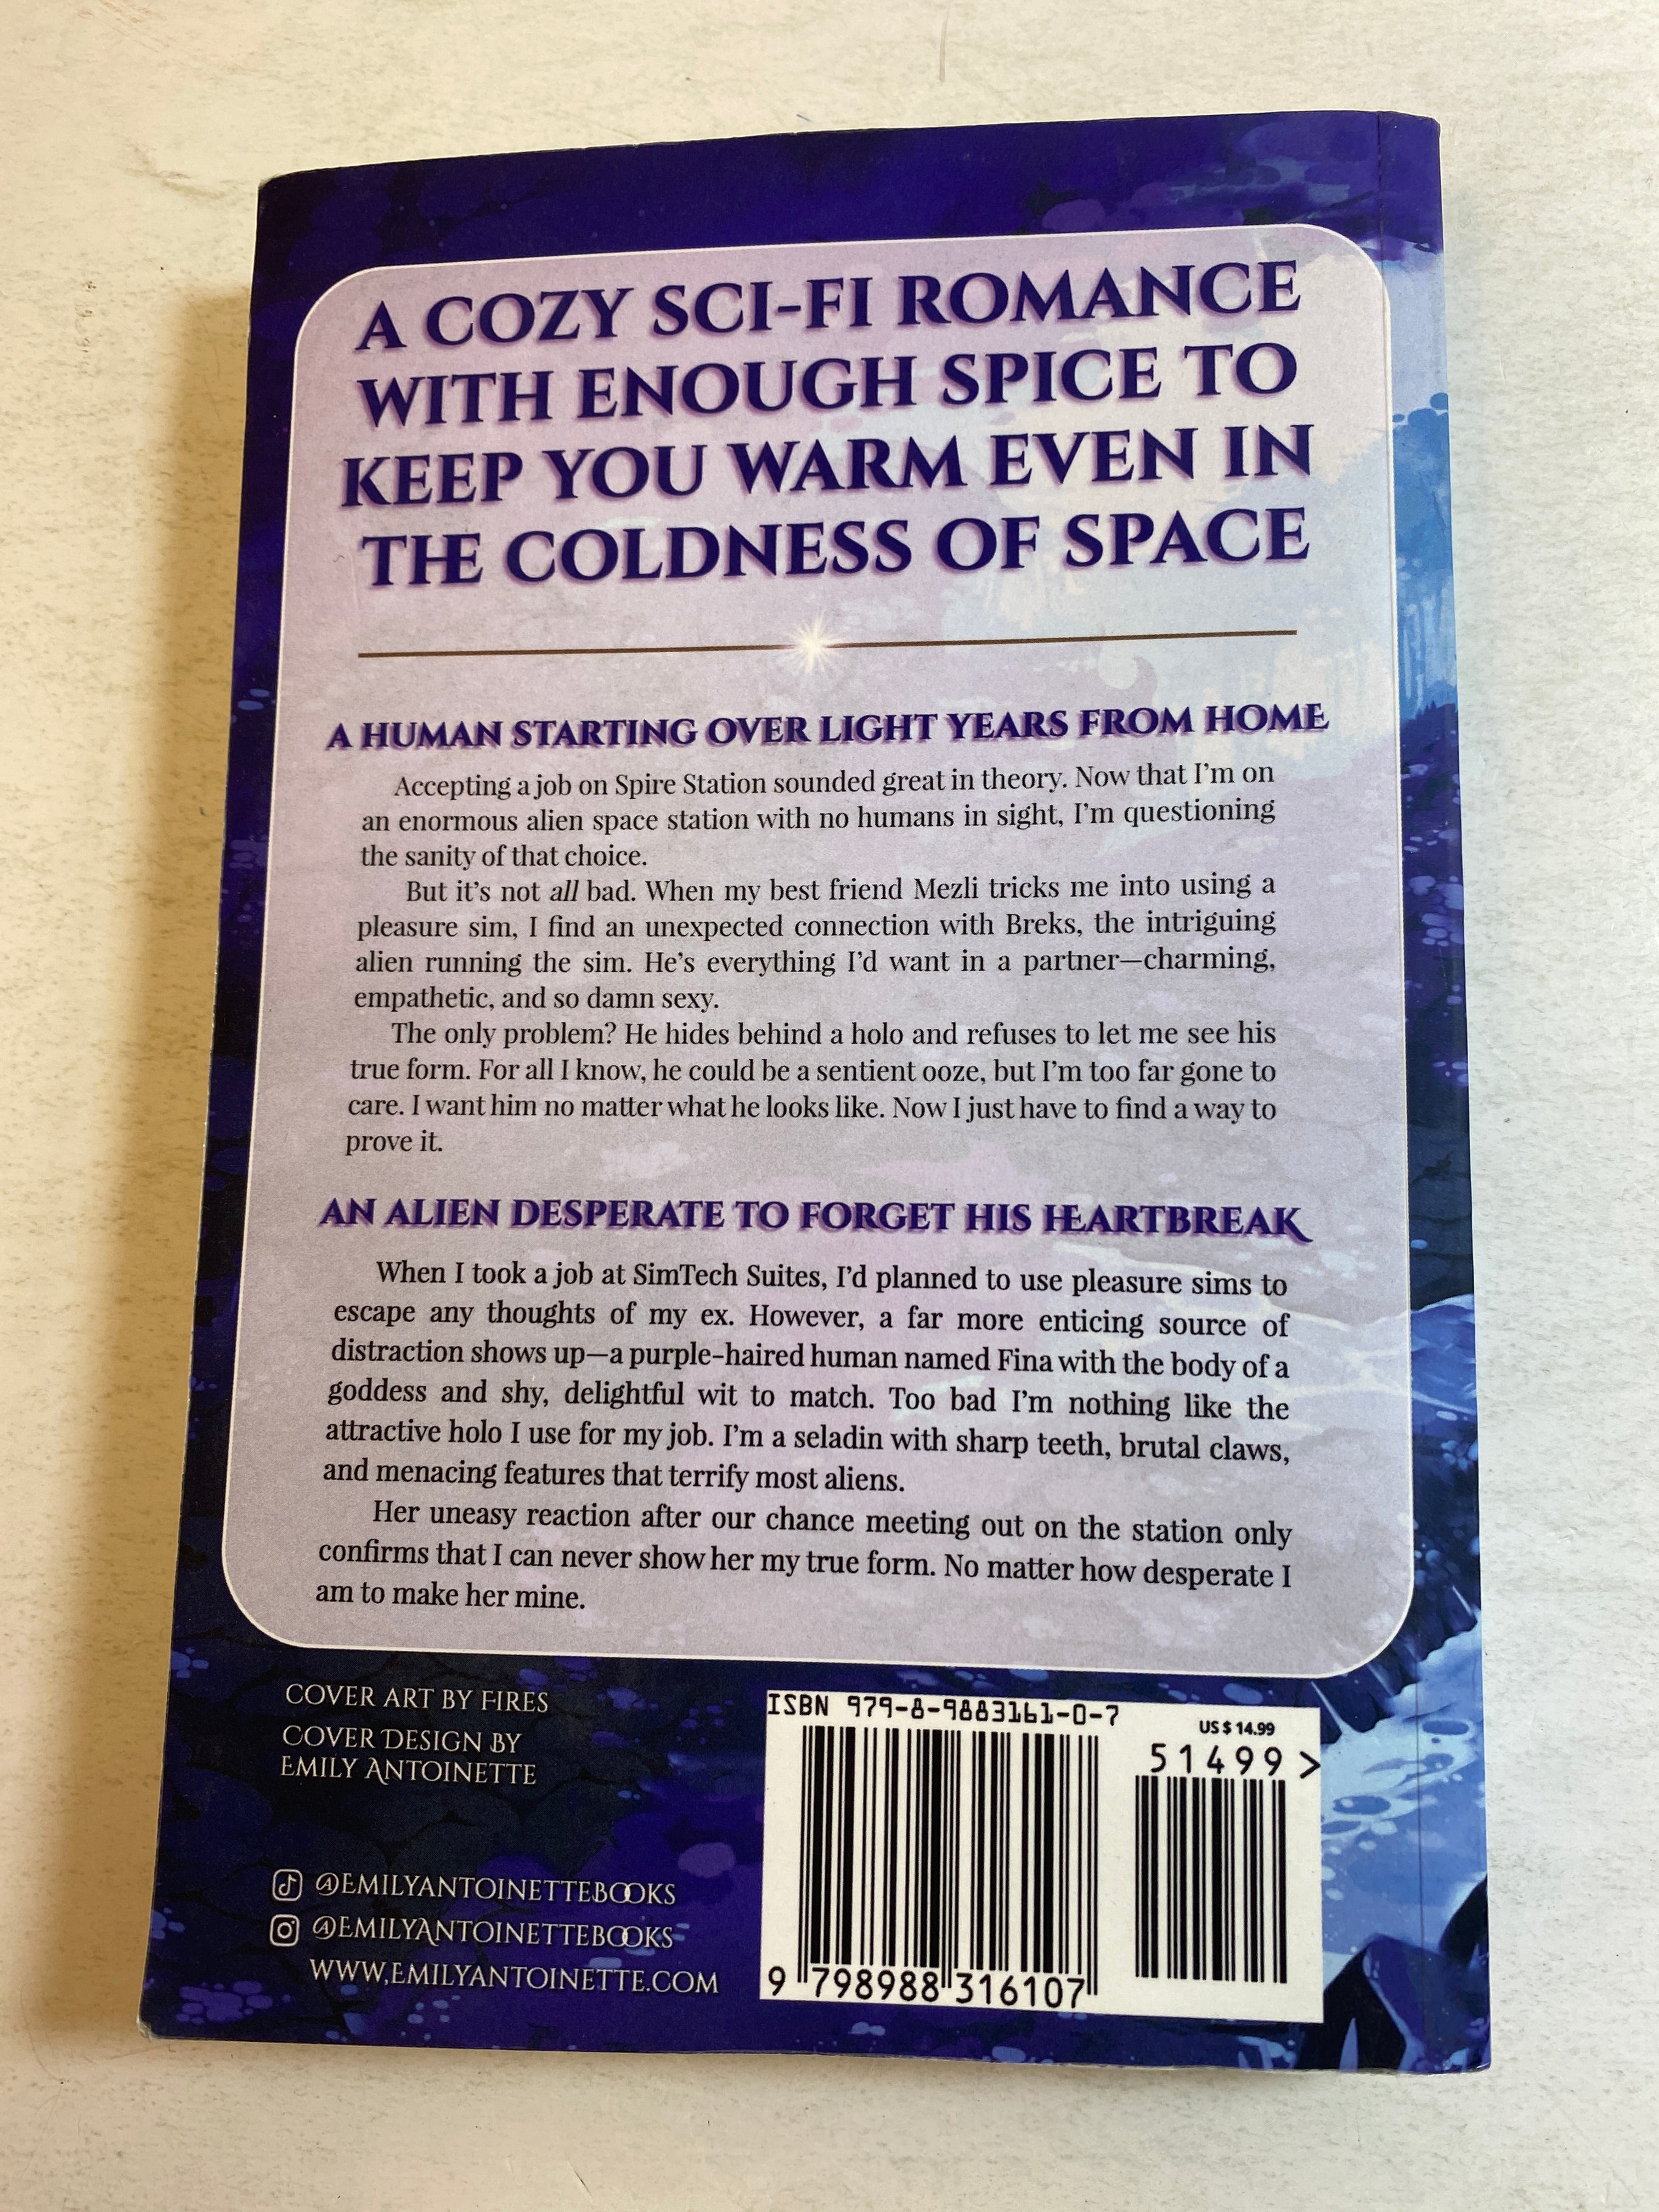 A COZY SCI-FI ROMANCE
WITH ENOUGH SPICE TO
KEEP YOU WARM EVEN IN
THE COLDNESS OF SPACE
A HUMAN STARTING OVER LIGHT YEARS FROM HOME
Accepting a job on Spire Station sounded great in theory. Now that I'm on
an enormous alien space station with no humans in sight, I'm questioning
the sanity of that choice.
But it's not all bad. When my best friend Mezli tricks me into using a
pleasure sim, I find an unexpected connection with Breks, the intriguing
alien running the sim. He's everything I'd want in a partner—charming,
empathetic, and so damn sexy.
The only problem? He hides behind a holo and refuses to let me see his
true form. For all I know, he could be a sentient ooze, but I'm too far gone to
care. I want him no matter what he looks like. Now I just have to find a way to
prove it.
AN ALIEN DESPERATE TO FORGET HIS HEARTBREAK
When I took a job at SimTech Suites, I'd planned to use pleasure sims to
escape any thoughts of my ex. However, a far more enticing source of
distraction shows up—a purple-haired human named Fina with the body of a
goddess and shy, delightful wit to match. Too bad I'm nothing like the
attractive holo I use for my job. I'm a seladin with sharp teeth, brutal claws,
and menacing features that terrify most aliens.
Her uneasy reaction after our chance meeting out on the station only
confirms that I can never show her my true form. No matter how desperate I
am to make her mine.
COVER ART BY FIRES
COVER DESIGN BY
EMILY ANTOINETTE
@EMILYANTOINETTEBOOKS
@EMILYANTOINETTEBOOKS
WWW.EMILYANTOINETTE.COM
ISBN 979-8-9883161-0-7
US $ 14.99
51499 >
9 798988 316107